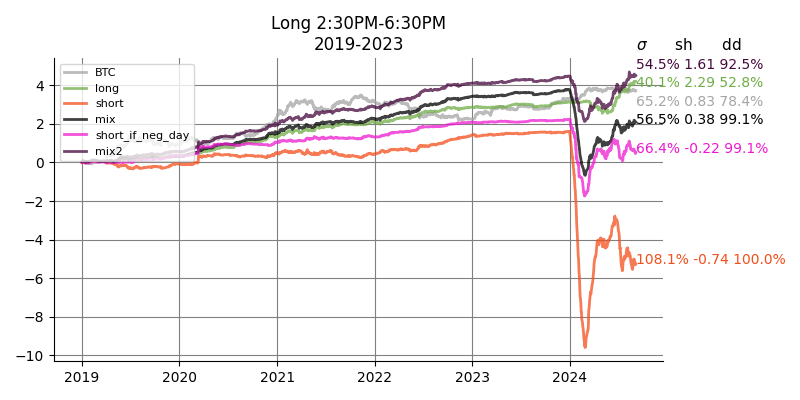 Long 2:30PM-6:30PM
2019-2023
σ sh dd
54.5% 1.61 92.5%
40.1% 2.29 52.8%
65.2% 0.83 78.4%
56.5% 0.38 99.1%
66.4% -0.22 99.1%
108.1% -0.74 100.0%
BTC
long
short
mix
short_if_neg_day
mix2
4
2
0
−2
−4
−6
−8
−10
2019 2020 2021 2022 2023 2024